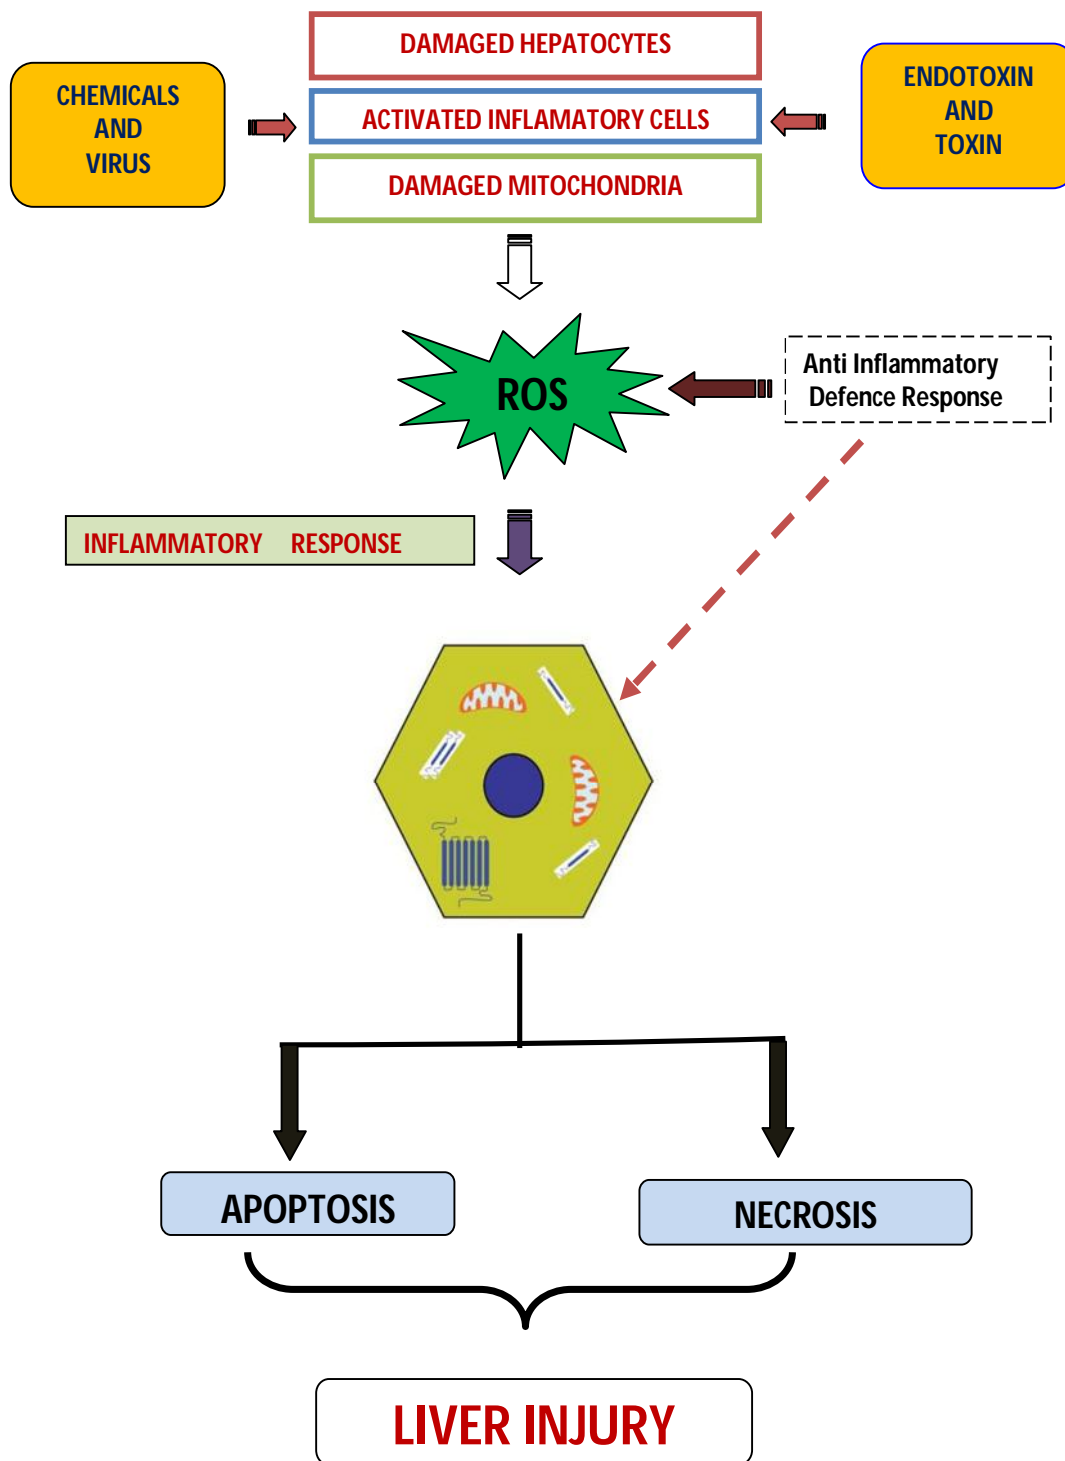 DAMAGED HEPATOCYTES
CHEMICALS
AND
VIRUS
ACTIVATED INFLAMATORY CELLS
ENDOTOXIN
AND
TOXIN
DAMAGED MITOCHONDRIA
ROS
Anti Inflammatory
Defence Response
INFLAMMATORY RESPONSE
APOPTOSIS
NECROSIS
LIVER INJURY